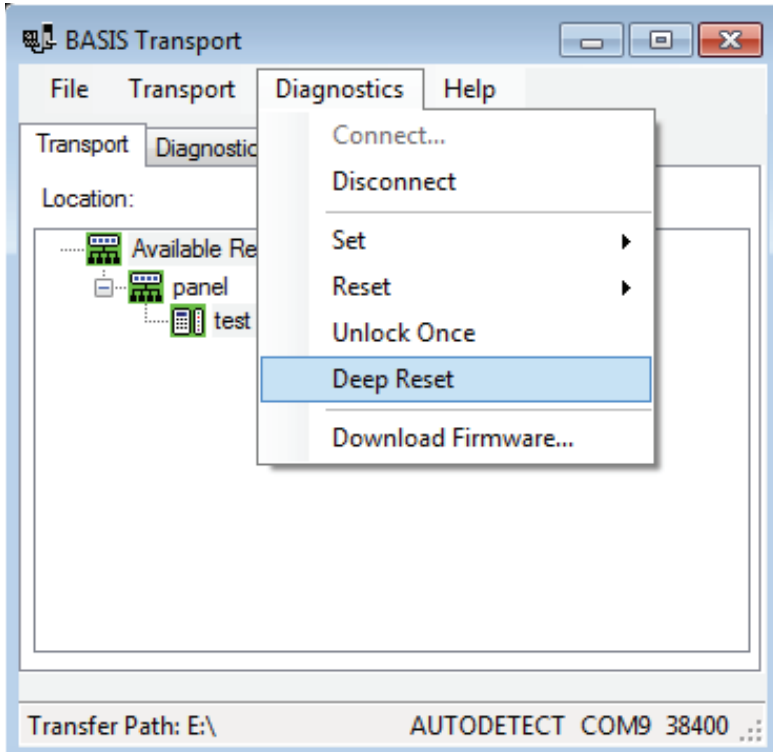 BASIS Transport
File Transport Diagnostics Help
Transport Diagnostic
Location:
Available Re
panel
test
Connect...
Disconnect
Set
Reset
Unlock Once
Deep Reset
Download Firmware...
Transfer Path: E:\ AUTODETECT COM9 38400